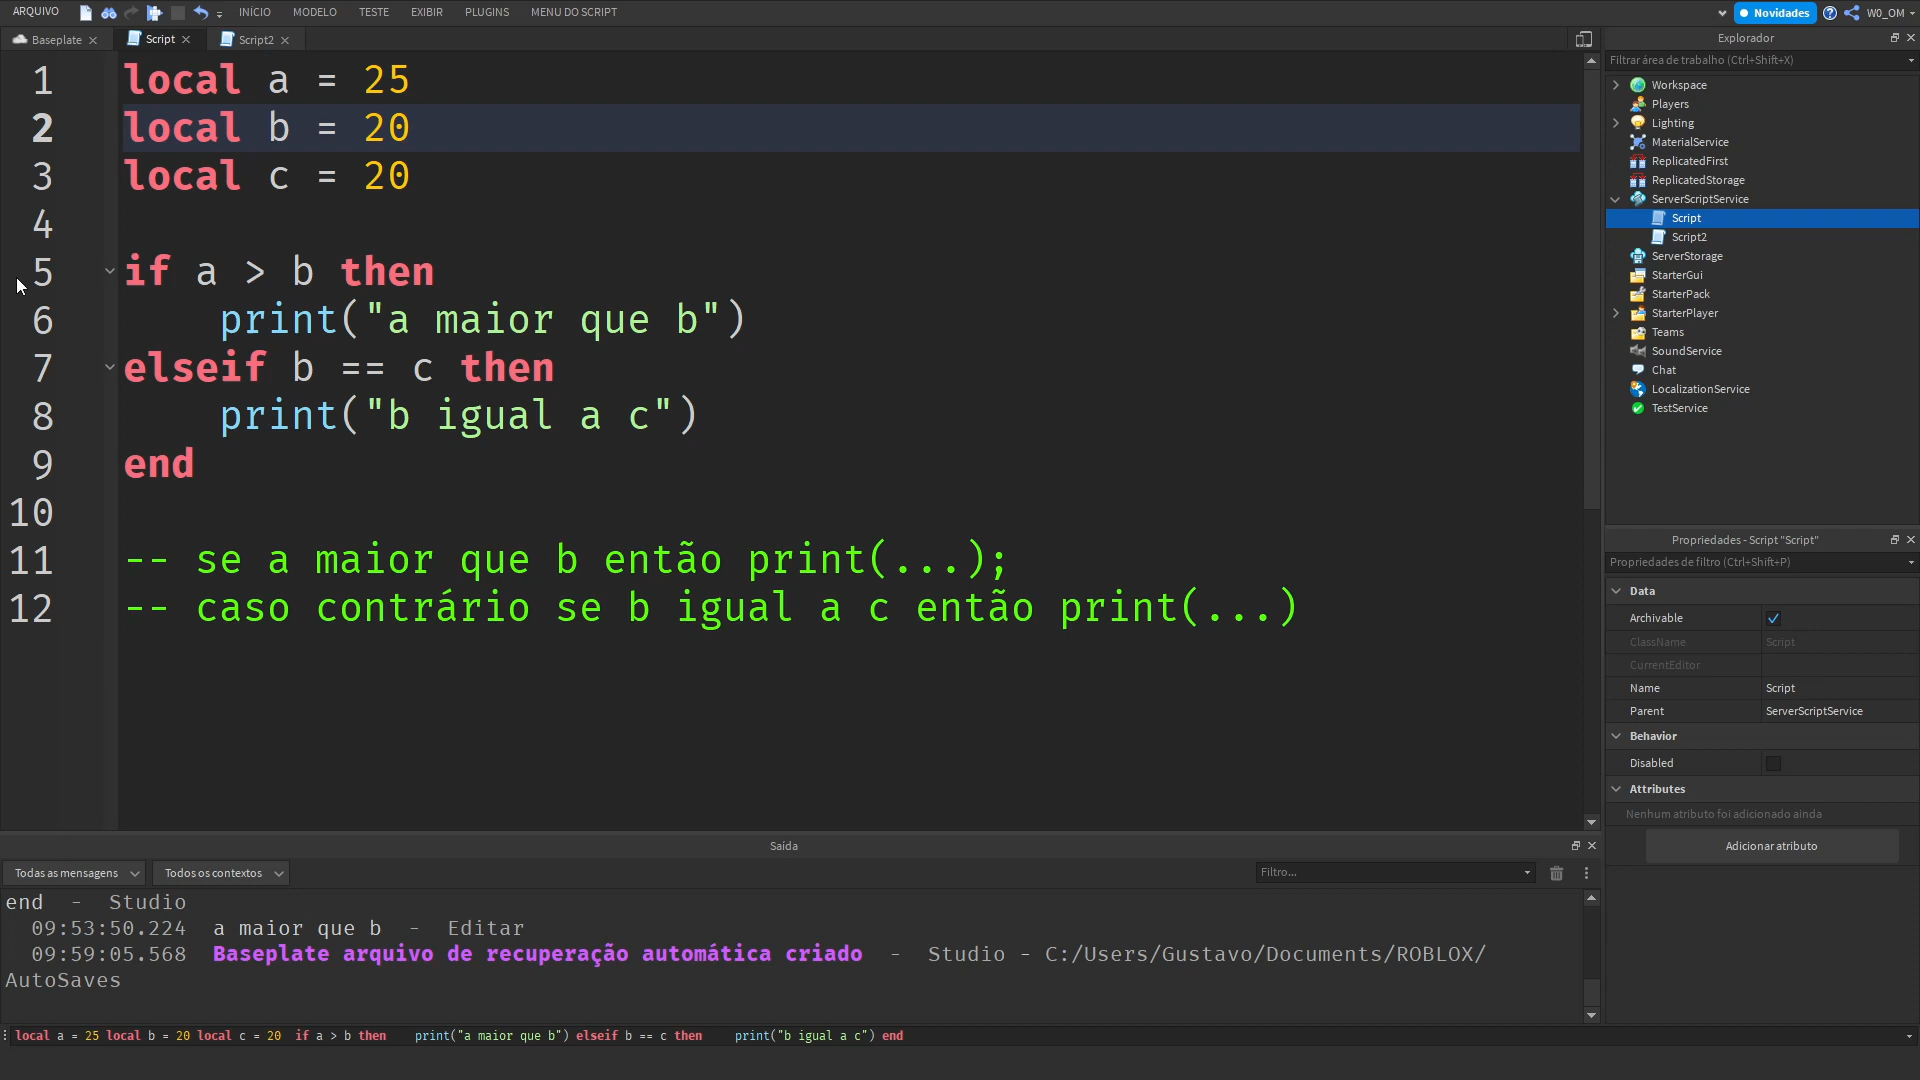 ARQUIVO INÍCIO MODELO TESTE EXIBIR PLUGINS MENU DO SCRIPT Novidades W0_OM
Baseplate Script Script2
1 local a = 25
2 local b = 20
3 local c = 20
4
5 if a > b then
6 print("a maior que b")
7 elseif b == c then
8 print("b igual a c")
9 end
10
11 -- se a maior que b então print(...);
12 -- caso contrário se b igual a c então print(...)
Explorador
Filtrar área de trabalho (Ctrl+Shift+X)
Workspace
Players
Lighting
MaterialService
ReplicatedFirst
ReplicatedStorage
ServerScriptService
Script
Script2
ServerStorage
StarterGui
StarterPack
StarterPlayer
Teams
SoundService
Chat
LocalizationService
TestService
Propriedades - Script "Script"
Propriedades de filtro (Ctrl+Shift+P)
Data
Archivable
ClassName Script
CurrentEditor
Name Script
Parent ServerScriptService
Behavior
Disabled
Attributes
Nenhum atributo foi adicionado ainda
Adicionar atributo
Saída
Todas as mensagens Todos os contextos Filtro...
end - Studio
09:53:50.224 a maior que b - Editar
09:59:05.568 Baseplate arquivo de recuperação automática criado - Studio - C:/Users/Gustavo/Documents/ROBLOX/
AutoSaves
local a = 25 local b = 20 local c = 20 if a > b then print("a maior que b") elseif b == c then print("b igual a c") end